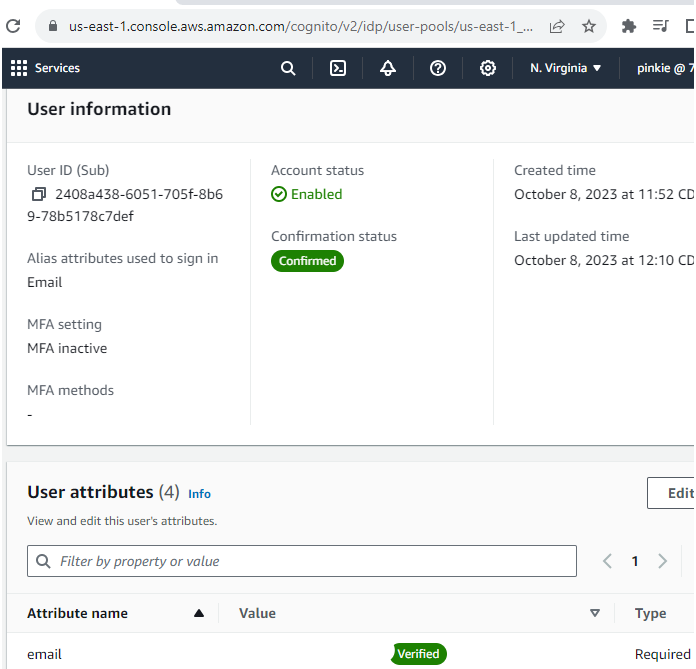 us-east-1.console.aws.amazon.com/cognito/v2/idp/user-pools/us-east-1_...
Services
N. Virginia
pinkie @ 7
User information
User ID (Sub)
2408a438-6051-705f-8b6
9-78b5178c7def
Alias attributes used to sign in
Email
MFA setting
MFA inactive
MFA methods
-
Account status
Enabled
Confirmation status
Confirmed
Created time
October 8, 2023 at 11:52 CD
Last updated time
October 8, 2023 at 12:10 CD
User attributes (4) Info
Edit
View and edit this user's attributes.
Filter by property or value
1
Attribute name
Value
Type
email
Verified
Required